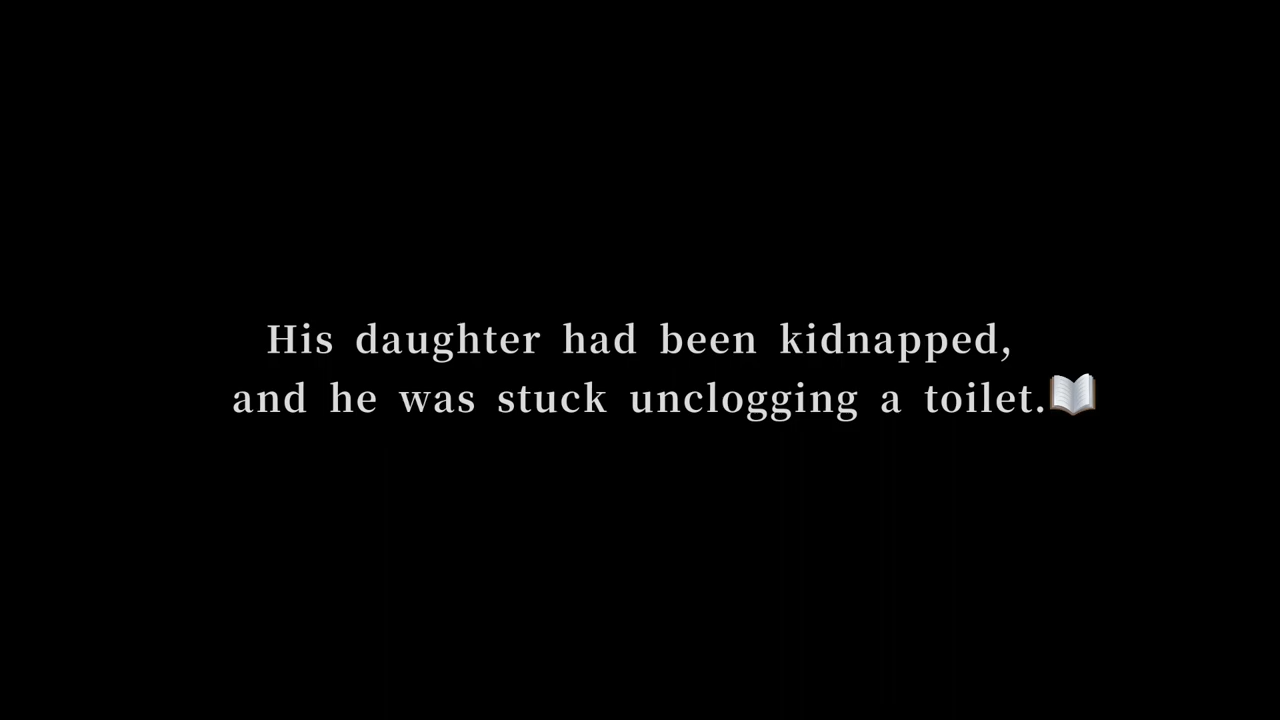 His daughter had been kidnapped,
and he was stuck unclogging a toilet.